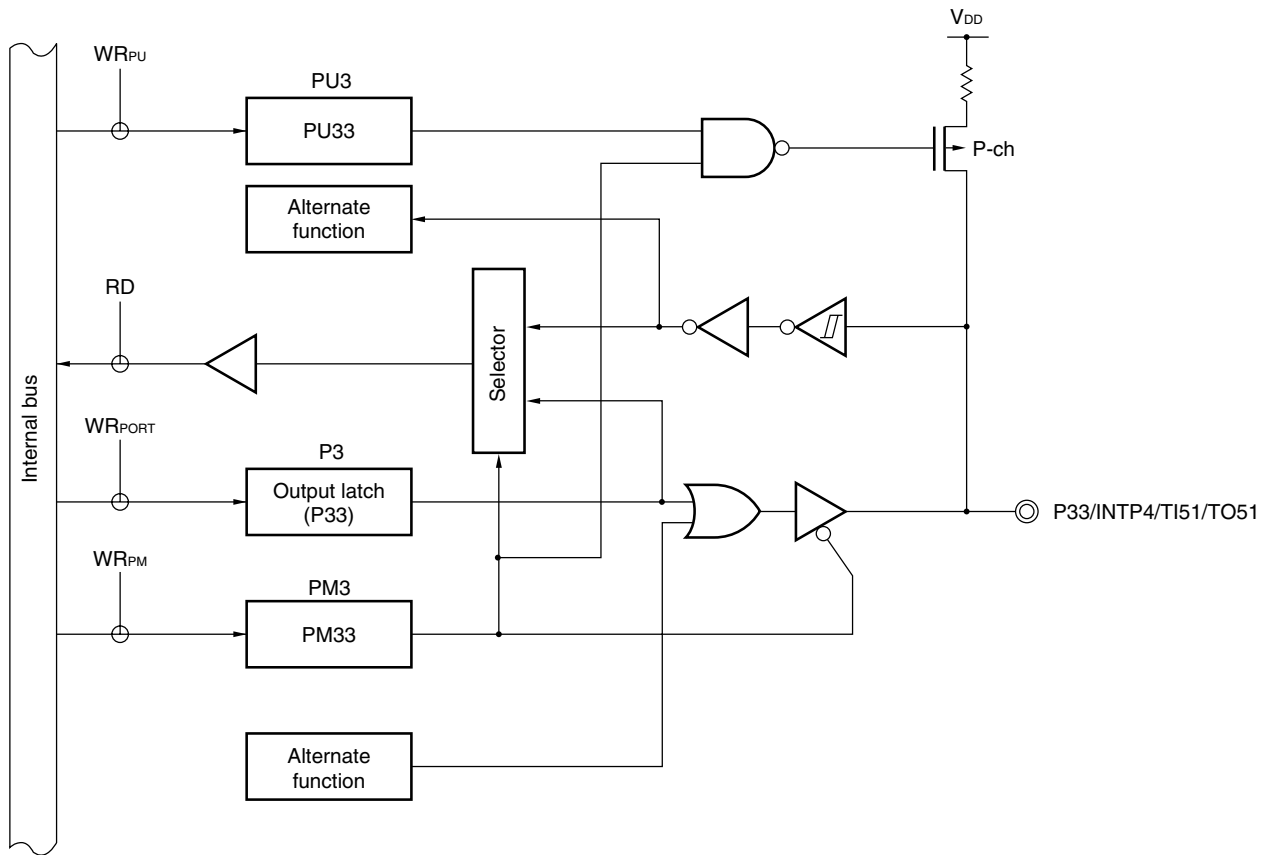 VDD
WRPU
PU3
PU33
P-ch
Alternate
function
RD
Selector
Internal bus
WRPORT
P3
Output latch
(P33)
P33/INTP4/TI51/TO51
WRPM
PM3
PM33
Alternate
function